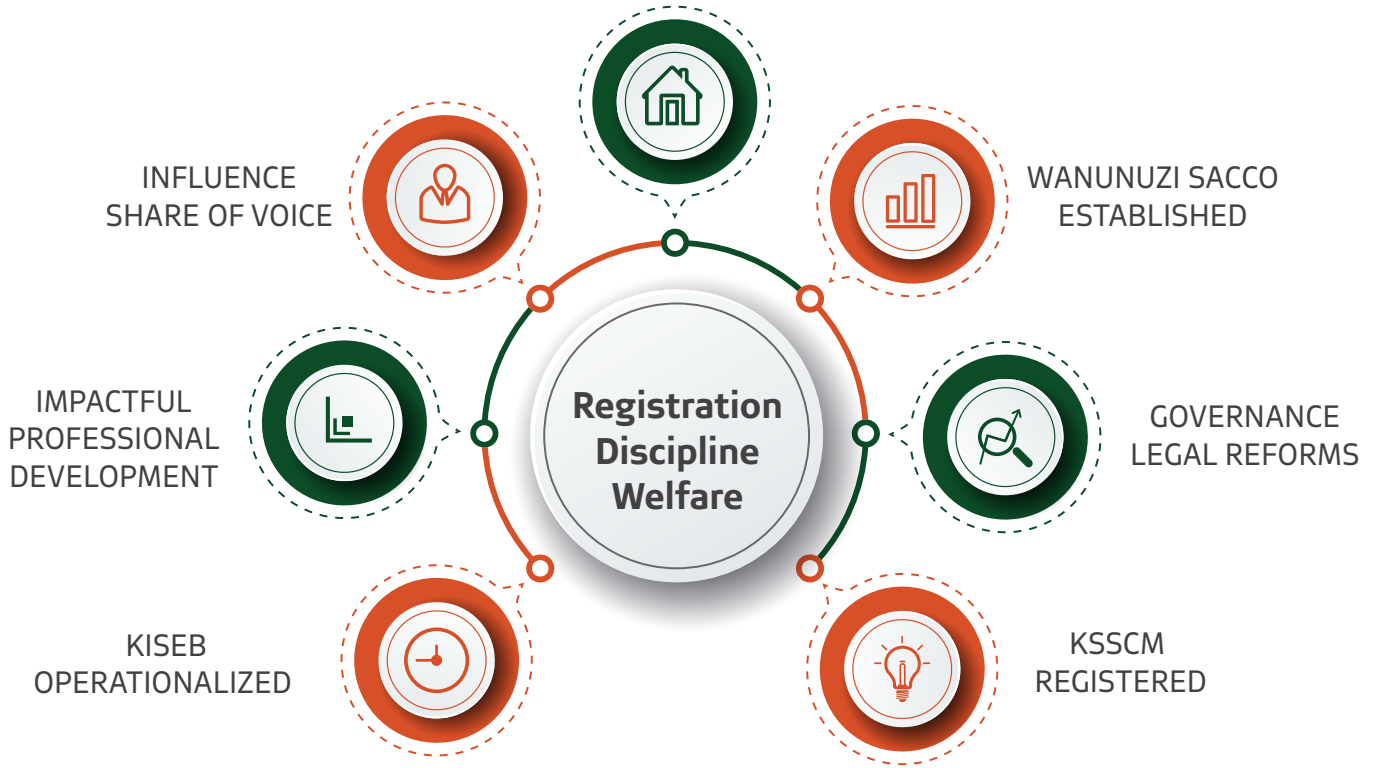 INFLUENCE
SHARE OF VOICE
WANUNUZI SACCO
ESTABLISHED
IMPACTFUL
PROFESSIONAL
DEVELOPMENT
Registration
Discipline
Welfare
GOVERNANCE
LEGAL REFORMS
KISEB
OPERATIONALIZED
KSSCM
REGISTERED